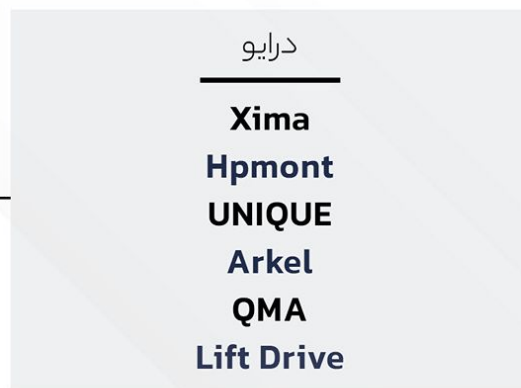 درایو
Xima
Hpmont
UNIQUE
Arkel
QMA
Lift Drive